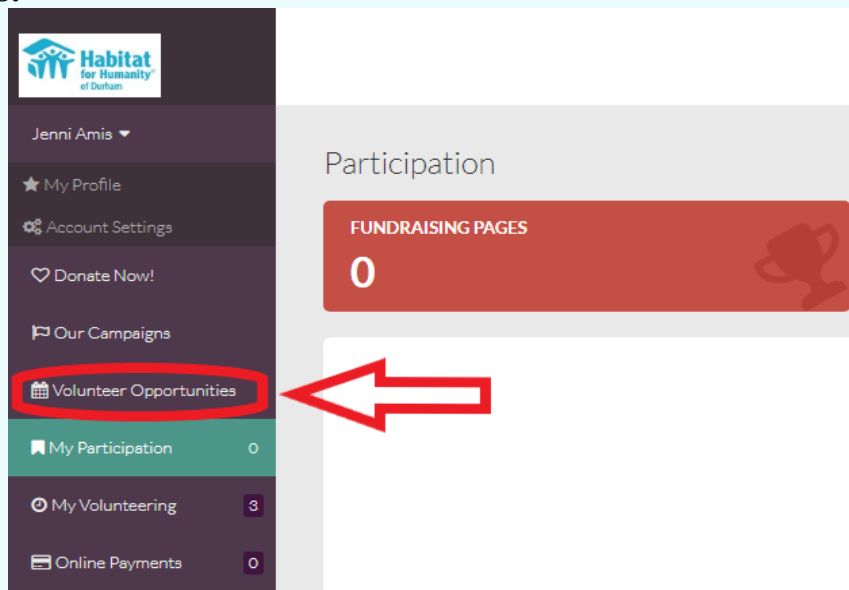 Habitat
for Humanity®
of Durham
Jenni Amis
My Profile
Account Settings
Donate Now!
Our Campaigns
Volunteer Opportunities
My Participation 0
My Volunteering 3
Online Payments 0
Participation
FUNDRAISING PAGES
0